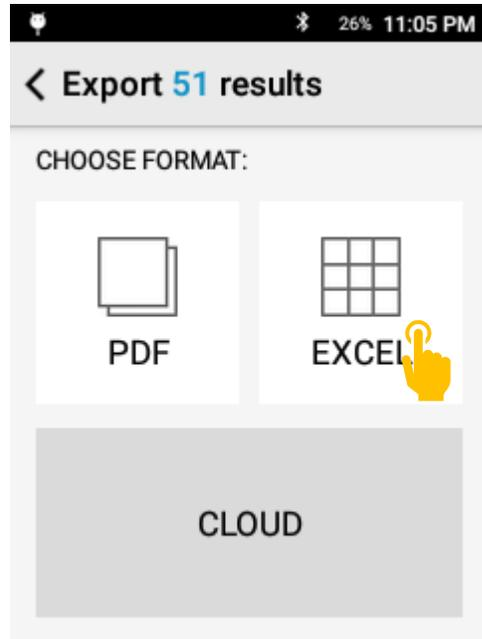 26% 11:05 PM
Export 51 results
CHOOSE FORMAT:
PDF
EXCEL
CLOUD